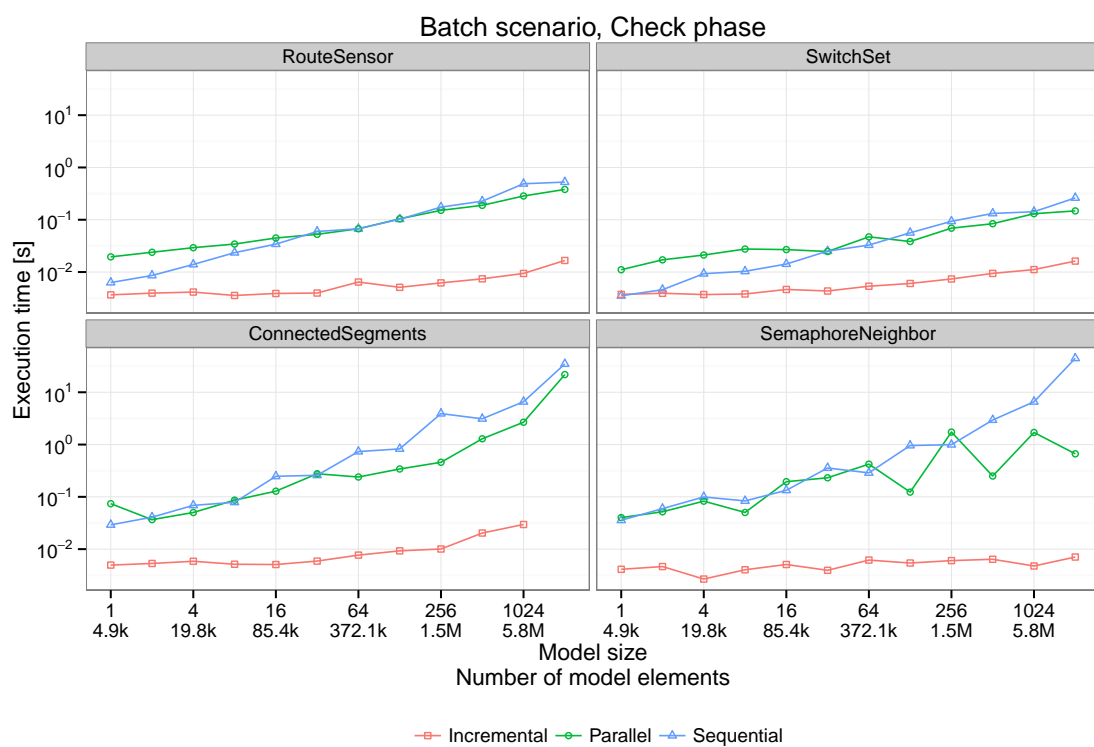 Batch scenario, Check phase
RouteSensor
SwitchSet
10^1
10^0
10^−1
10^−2
ConnectedSegments
SemaphoreNeighbor
10^1
10^0
10^−1
10^−2
Execution time [s]
1 4 16 64 256 1024
4.9k 19.8k 85.4k 372.1k 1.5M 5.8M
1 4 16 64 256 1024
4.9k 19.8k 85.4k 372.1k 1.5M 5.8M
Model size
Number of model elements
Incremental Parallel Sequential